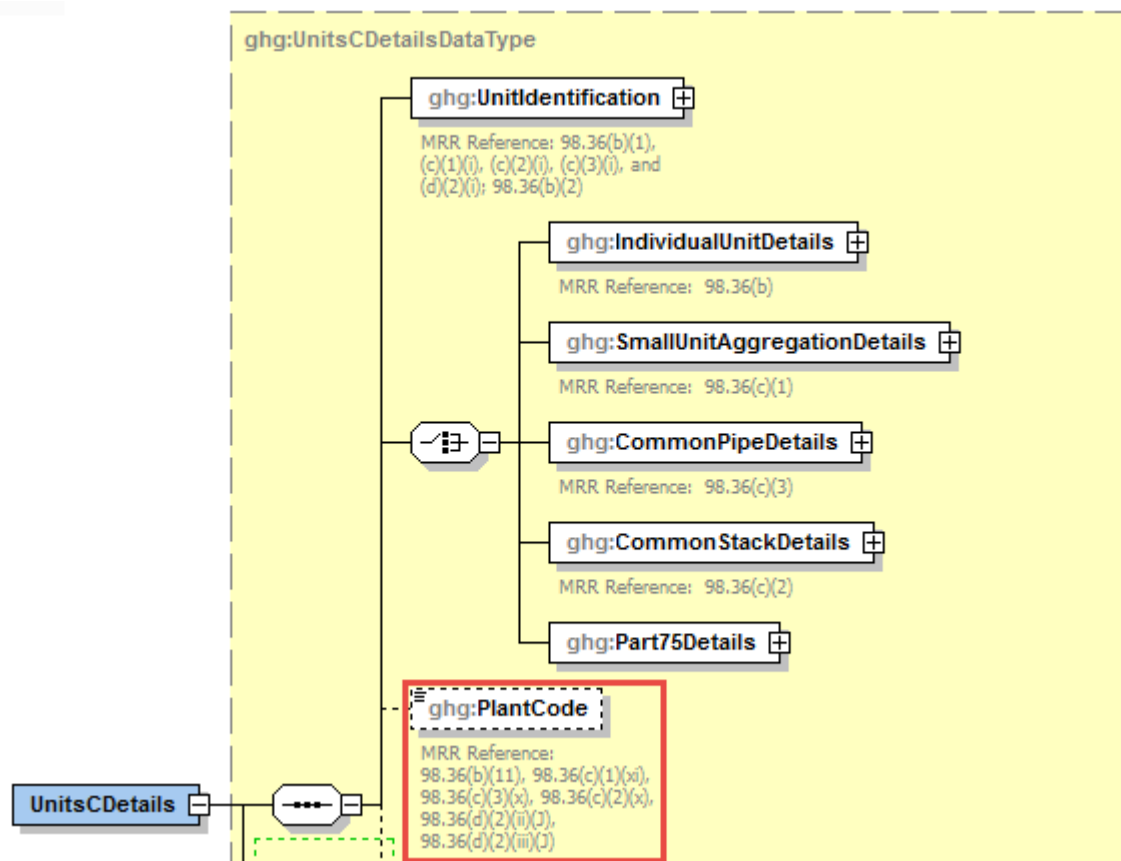 ghg:UnitsCDetailsDataType
ghg:UnitIdentification
MRR Reference: 98.36(b)(1),
(c)(1)(i), (c)(2)(i), (c)(3)(i), and
(d)(2)(i); 98.36(b)(2)
ghg:IndividualUnitDetails
MRR Reference: 98.36(b)
ghg:SmallUnitAggregationDetails
MRR Reference: 98.36(c)(1)
ghg:CommonPipeDetails
MRR Reference: 98.36(c)(3)
ghg:CommonStackDetails
MRR Reference: 98.36(c)(2)
ghg:Part75Details
ghg:PlantCode
MRR Reference:
98.36(b)(11), 98.36(c)(1)(xi),
98.36(c)(3)(x), 98.36(c)(2)(x),
98.36(d)(2)(ii)(J),
98.36(d)(2)(iii)(J)
UnitsCDetails